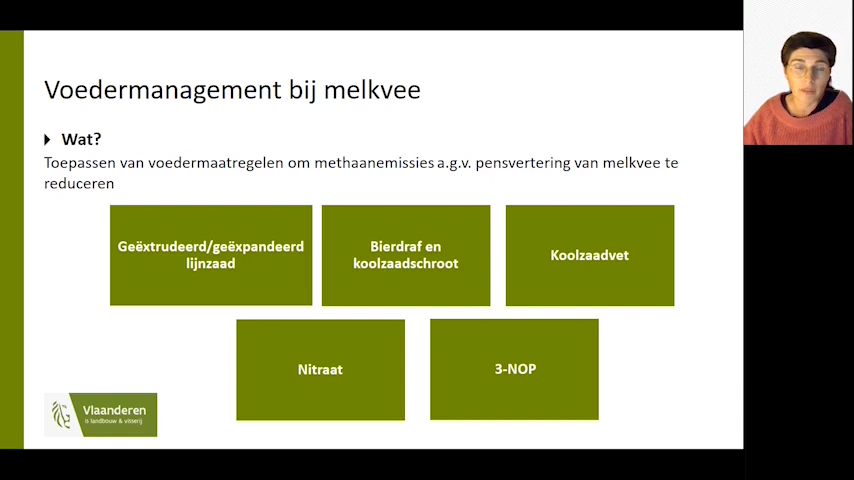 Voedermanagement bij melkvee
Wat?
Toepassen van voedermaatregelen om methaanemissies a.g.v. pensvertering van melkvee te
reduceren
Geëxtrudeerd/geëxpandeerd
lijnzaad
Bierdraf en
koolzaadschroot
Koolzaadvet
Nitraat
3-NOP
Vlaanderen
is landbouw & visserij